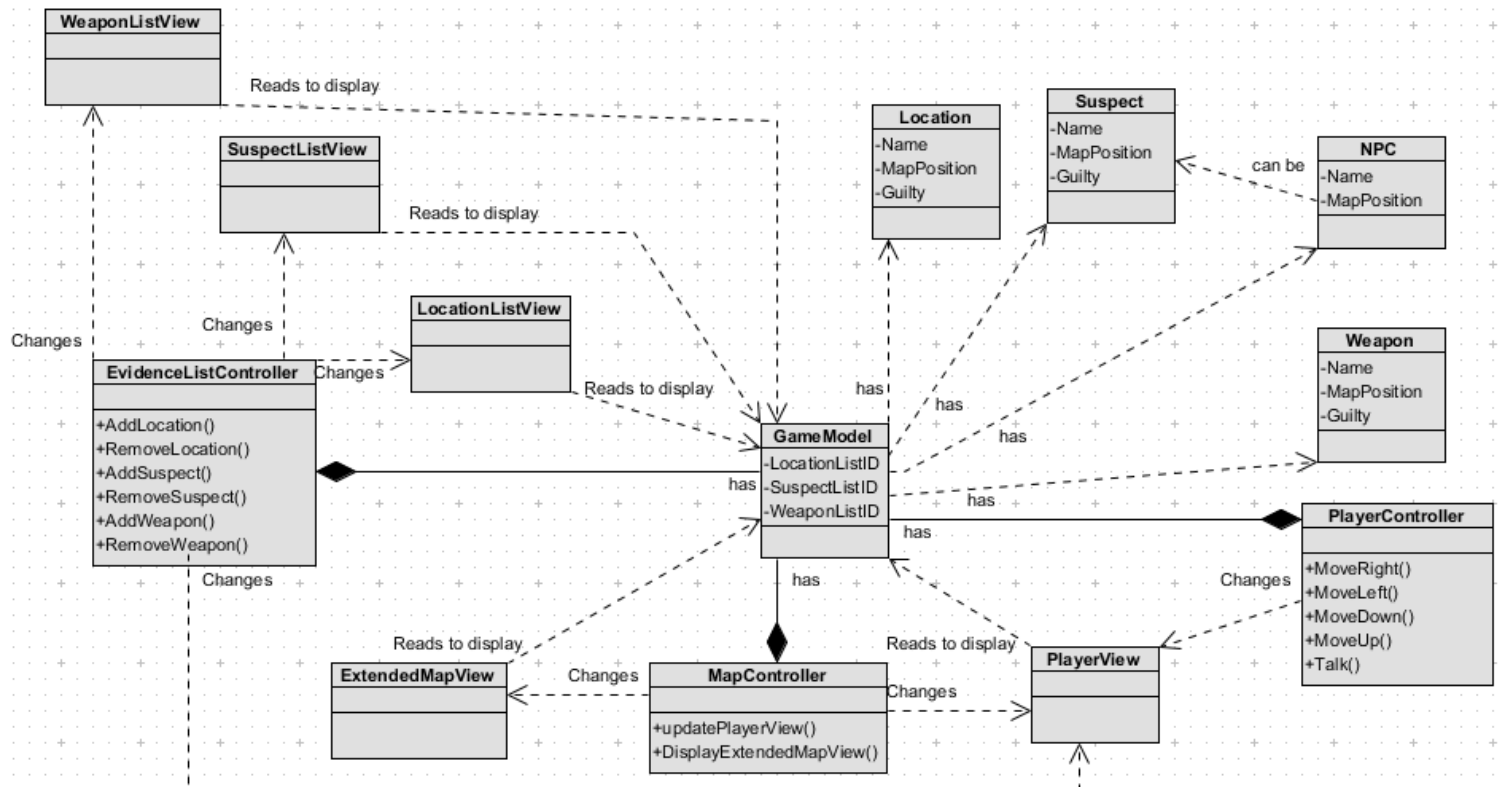 WeaponListView
Reads to display
SuspectListView
Reads to display
Location
-Name
-MapPosition
-Guilty
Suspect
-Name
-MapPosition
-Guilty
can be
NPC
-Name
-MapPosition
Changes
Changes
LocationListView
Changes
Reads to display
EvidenceListController
+AddLocation()
+RemoveLocation()
+AddSuspect()
+RemoveSuspect()
+AddWeapon()
+RemoveWeapon()
Changes
has
has
has
has
Weapon
-Name
-MapPosition
-Guilty
GameModel
-LocationListID
-SuspectListID
-WeaponListID
has
has
has
PlayerController
+MoveRight()
+MoveLeft()
+MoveDown()
+MoveUp()
+Talk()
Changes
Reads to display
ExtendedMapView
Changes
MapController
+updatePlayerView()
+DisplayExtendedMapView()
Reads to display
Changes
PlayerView